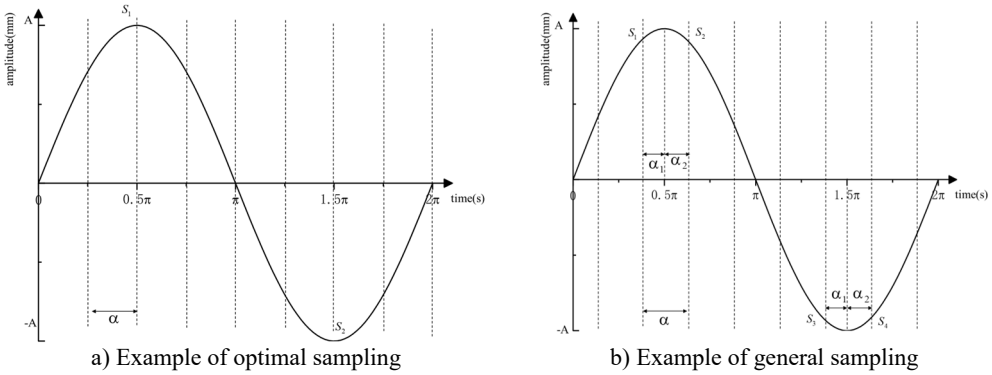 A
amplitude(mm)
S₁
0
0.5π
π
1.5π
2π
time(s)
α
-A
S₂
a) Example of optimal sampling
A
amplitude(mm)
S₁
S₂
α₁
α₂
0
0.5π
π
1.5π
2π
time(s)
α
α₁
α₂
S₃
S₄
-A
b) Example of general sampling